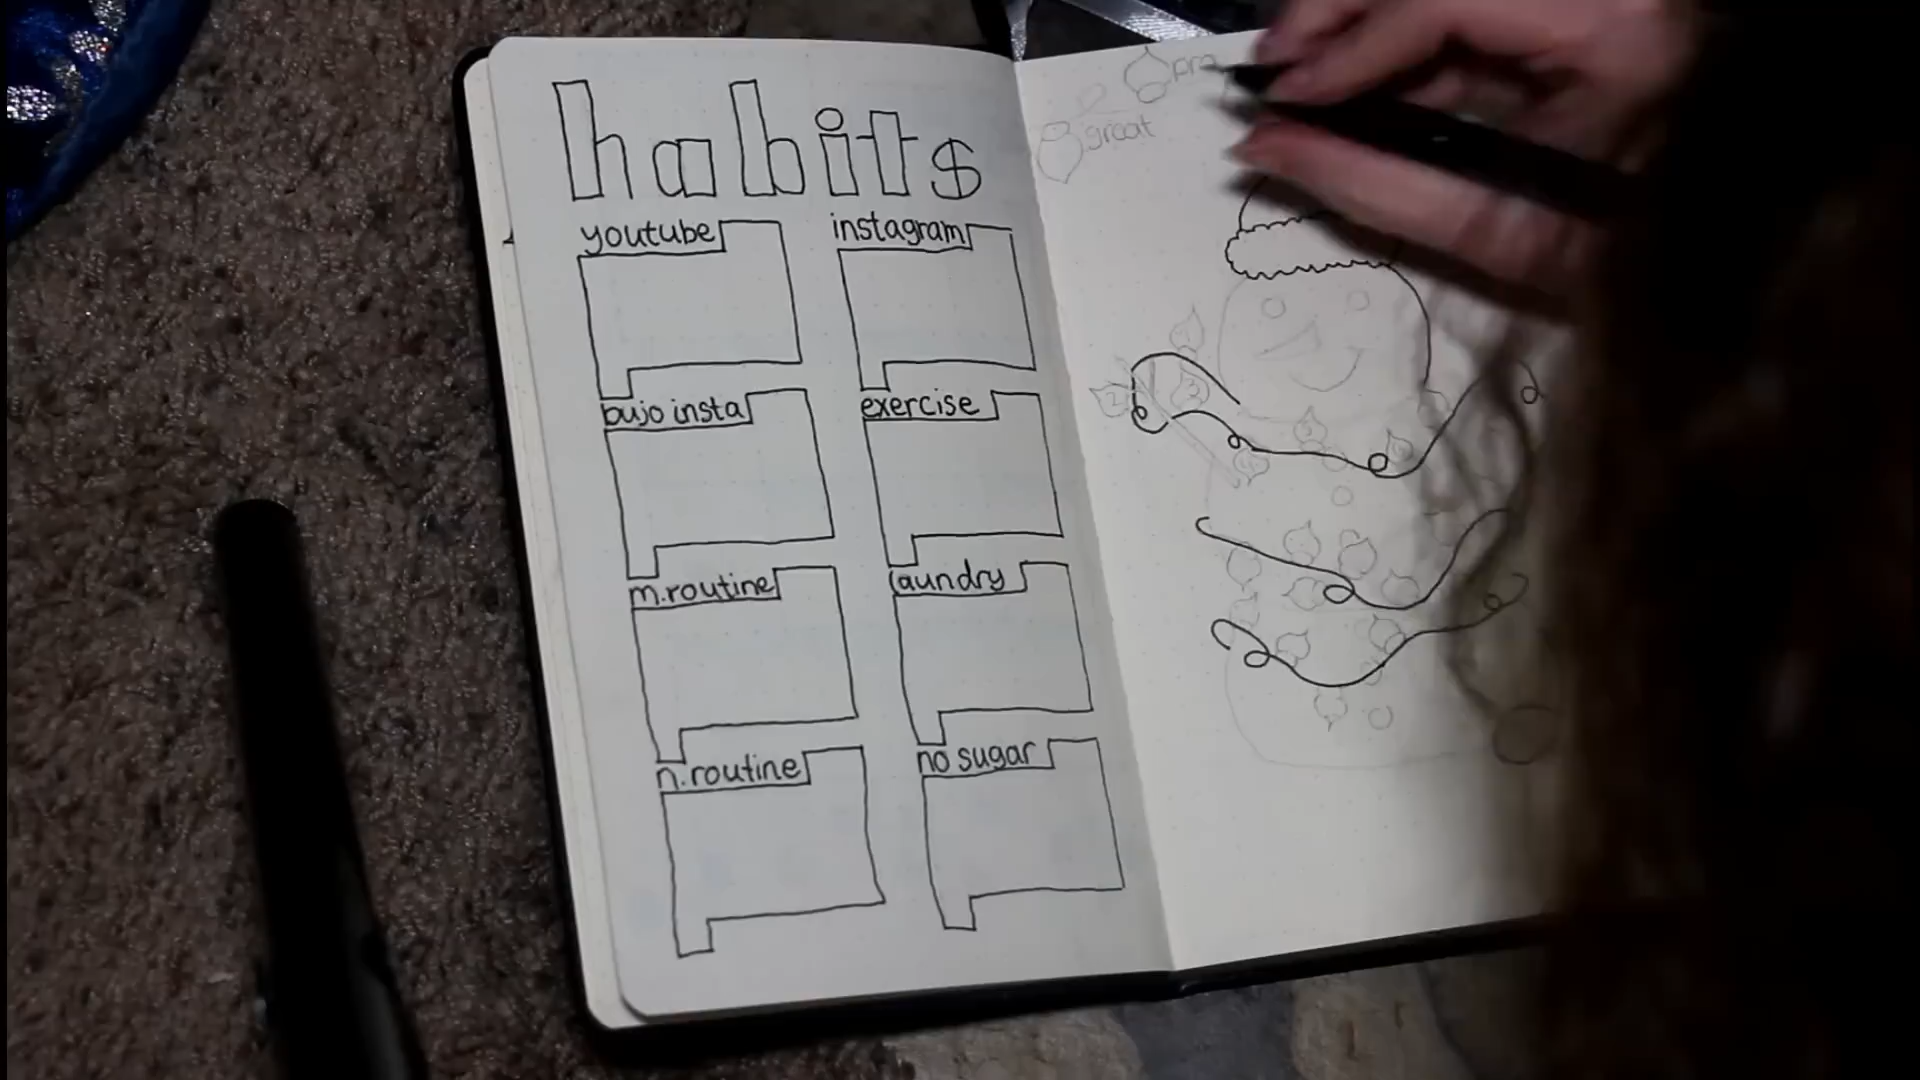 habits
youtube
instagram
bujo insta
exercise
m.routine
laundry
n.routine
no sugar
great